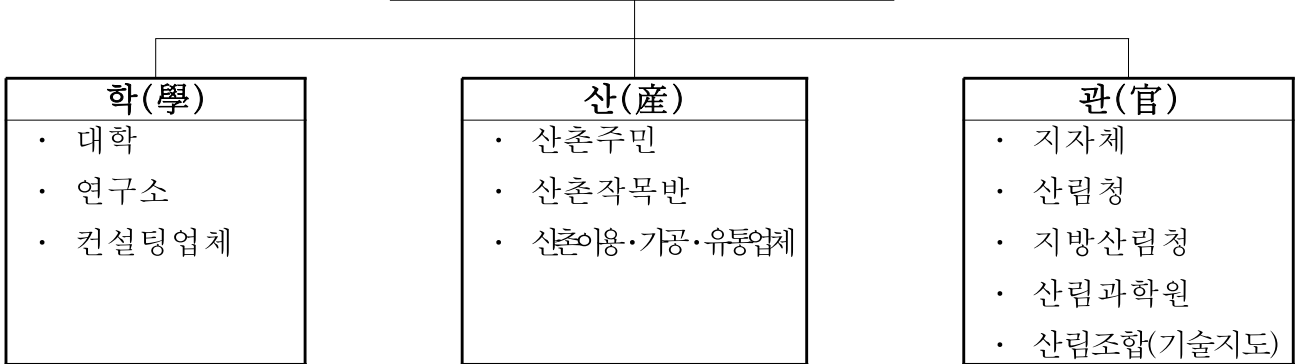 학(學)
· 대학
· 연구소
· 컨설팅업체
산(産)
· 산촌주민
· 산촌작목반
· 산촌이용·가공·유통업체
관(官)
· 지자체
· 산림청
· 지방산림청
· 산림과학원
· 산림조합(기술지도)